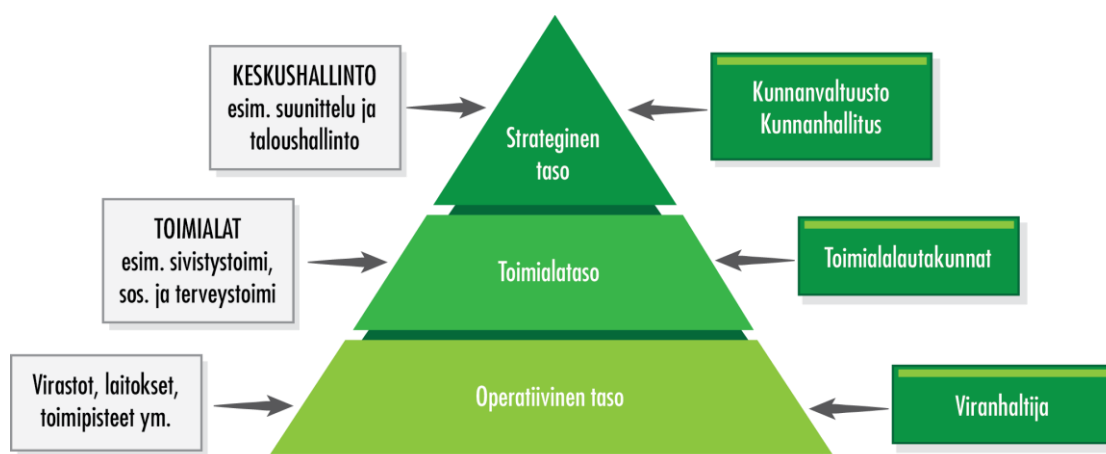 KESKUSHALLINTO
esim. suunittelu ja
taloushallinto
Strateginen
taso
Kunnanvaltuusto
Kunnanhallitus
TOIMIALAT
esim. sivistystoimi,
sos. ja terveystoimi
Toimialataso
Toimialalautakunnat
Virastot, laitokset,
toimipisteet ym.
Operatiivinen taso
Viranhaltija